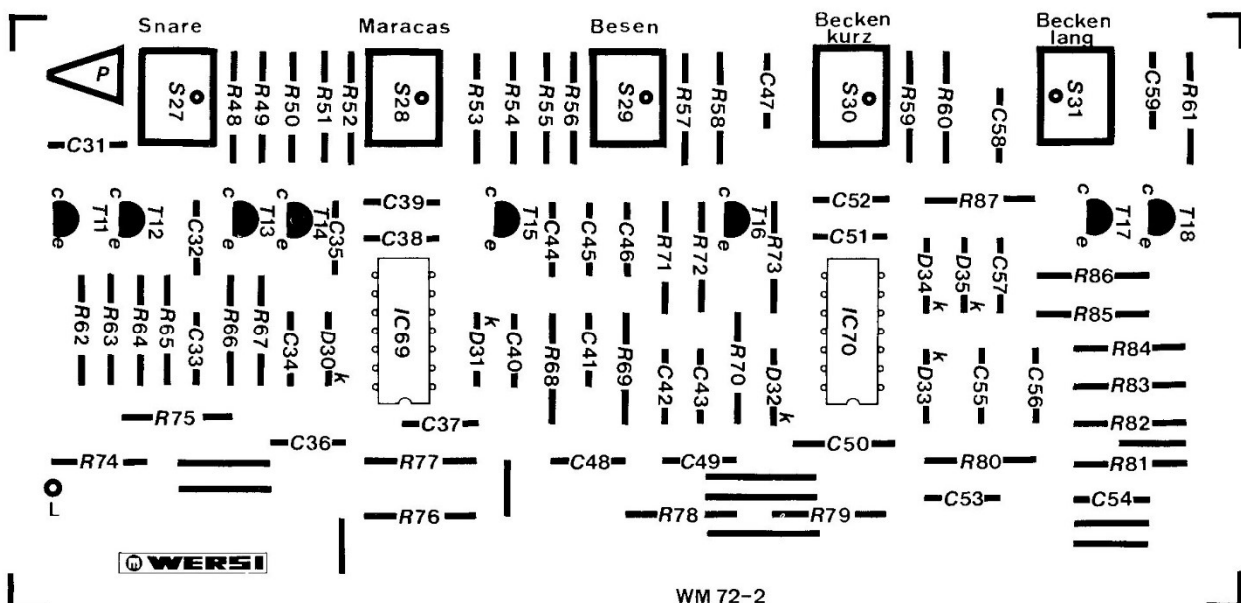 Snare
Maracas
Besen
Becken
kurz
Becken
lang
P
S27
R48
R49
R50
R51
R52
S28
R53
R54
R55
R56
S29
R57
R58
C47
S30
R59
R60
C58
S31
C59
R61
C31
c
T11
e
T12
C32
c
T13
e
c
T14
C35
C39
C38
c
T15
e
C44
C45
C46
R71
R72
c
T16
e
R73
C52
C51
R87
D34
k
D35
k
C57
c
T17
e
c
T18
e
R86
R85
R62
R63
R64
R65
C33
R66
R67
C34
D30
k
IC69
k
D31
C40
R68
C41
R69
C42
C43
R70
D32
k
IC70
k
D33
C55
C56
R84
R83
R82
R81
R75
C36
C37
R74
L
R77
R76
C48
C49
C50
R78
R79
R80
C53
C54
WERSI
WM 72-2